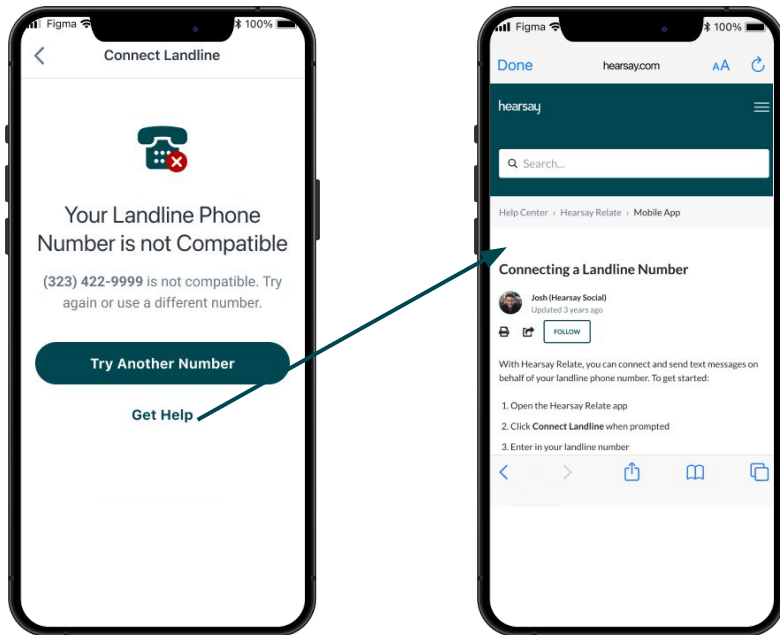 Figma
100%
Connect Landline
Your Landline Phone
Number is not Compatible
(323) 422-9999 is not compatible. Try
again or use a different number.
Try Another Number
Get Help
Figma
100%
Done
hearsay.com
AA
hearsay
Search...
Help Center › Hearsay Relate › Mobile App
Connecting a Landline Number
Josh (Hearsay Social)
Updated 3 years ago
FOLLOW
With Hearsay Relate, you can connect and send text messages on
behalf of your landline phone number. To get started:
1. Open the Hearsay Relate app
2. Click Connect Landline when prompted
3. Enter in your landline number